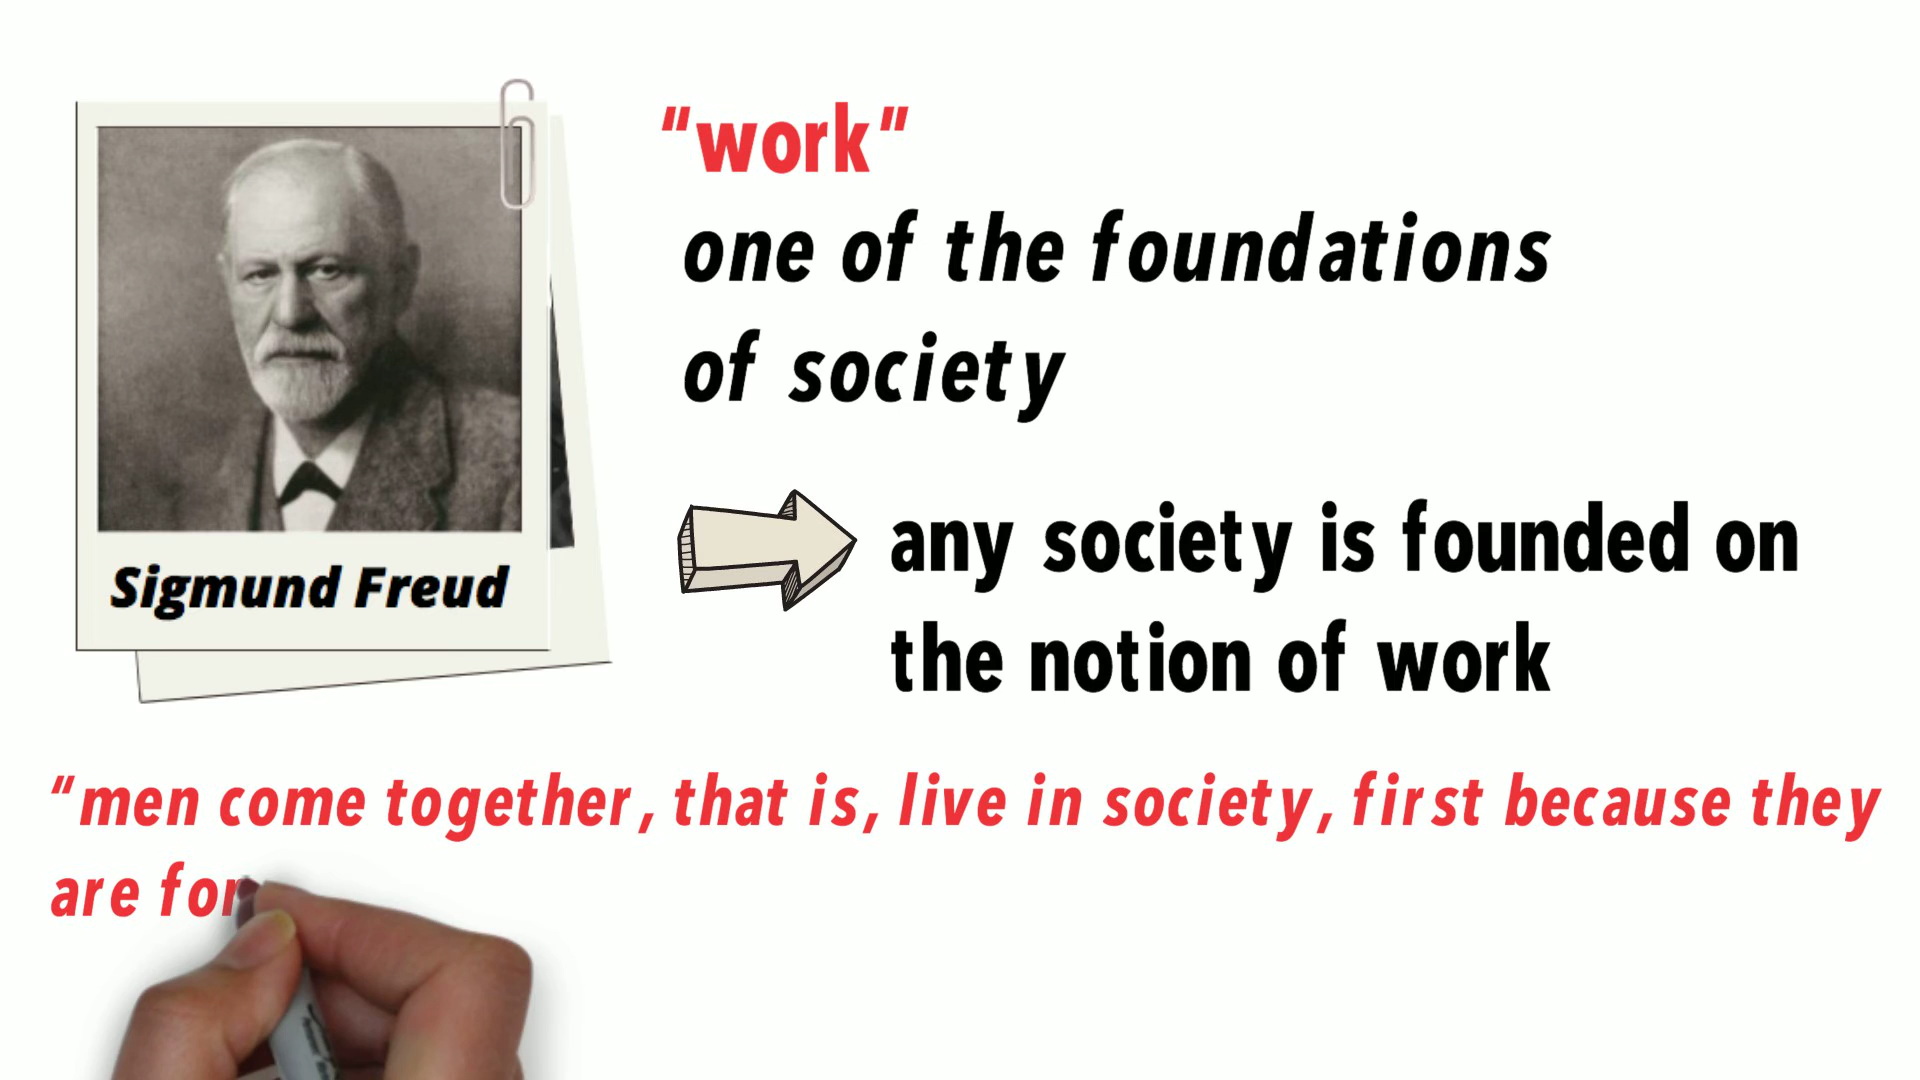 “work”
one of the foundations
of society
any society is founded on
the notion of work
Sigmund Freud
“men come together, that is, live in society, first because they
are for